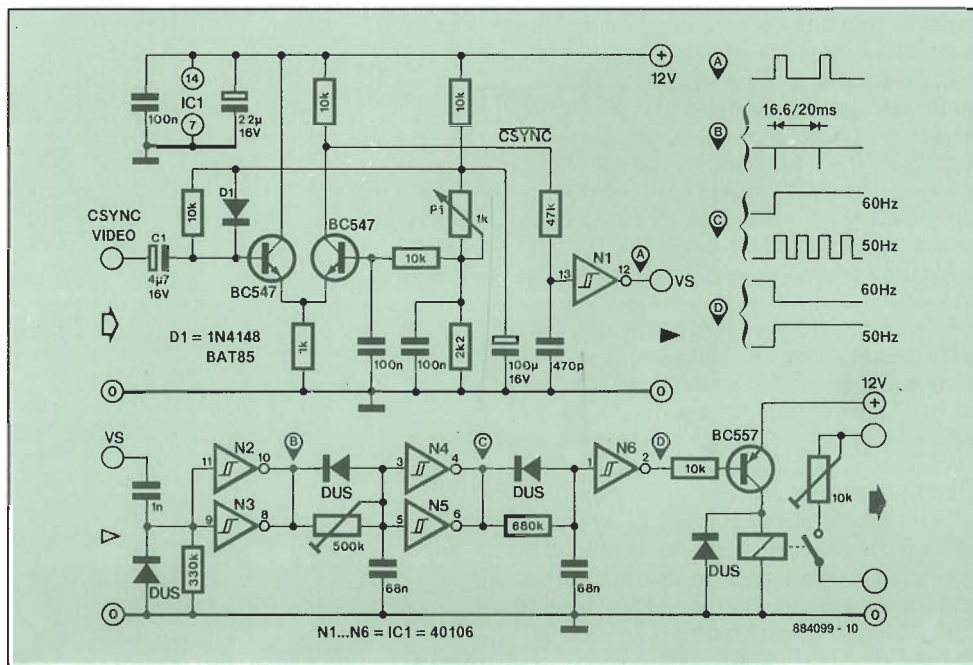 14
IC1
7
100n
22µ
16V
10k
10k
+
12V
CSYNC
10k
D1
P1
1k
47k
CSYNC
VIDEO
C1
4µ7
16V
BC547
BC547
10k
N1
13
12
A
VS
D1 = 1N4148
BAT85
1k
100n
100n
2k2
100µ
16V
470p
0
0
A
B
16.6/20ms
C
60Hz
50Hz
D
60Hz
50Hz
VS
1n
DUS
330k
11
N2
10
9
N3
8
B
DUS
500k
3
N4
4
5
N5
6
68n
C
DUS
680k
68n
1
N6
2
D
10k
BC557
12V
+
DUS
10k
0
0
N1...N6 = IC1 = 40106
884099 - 10